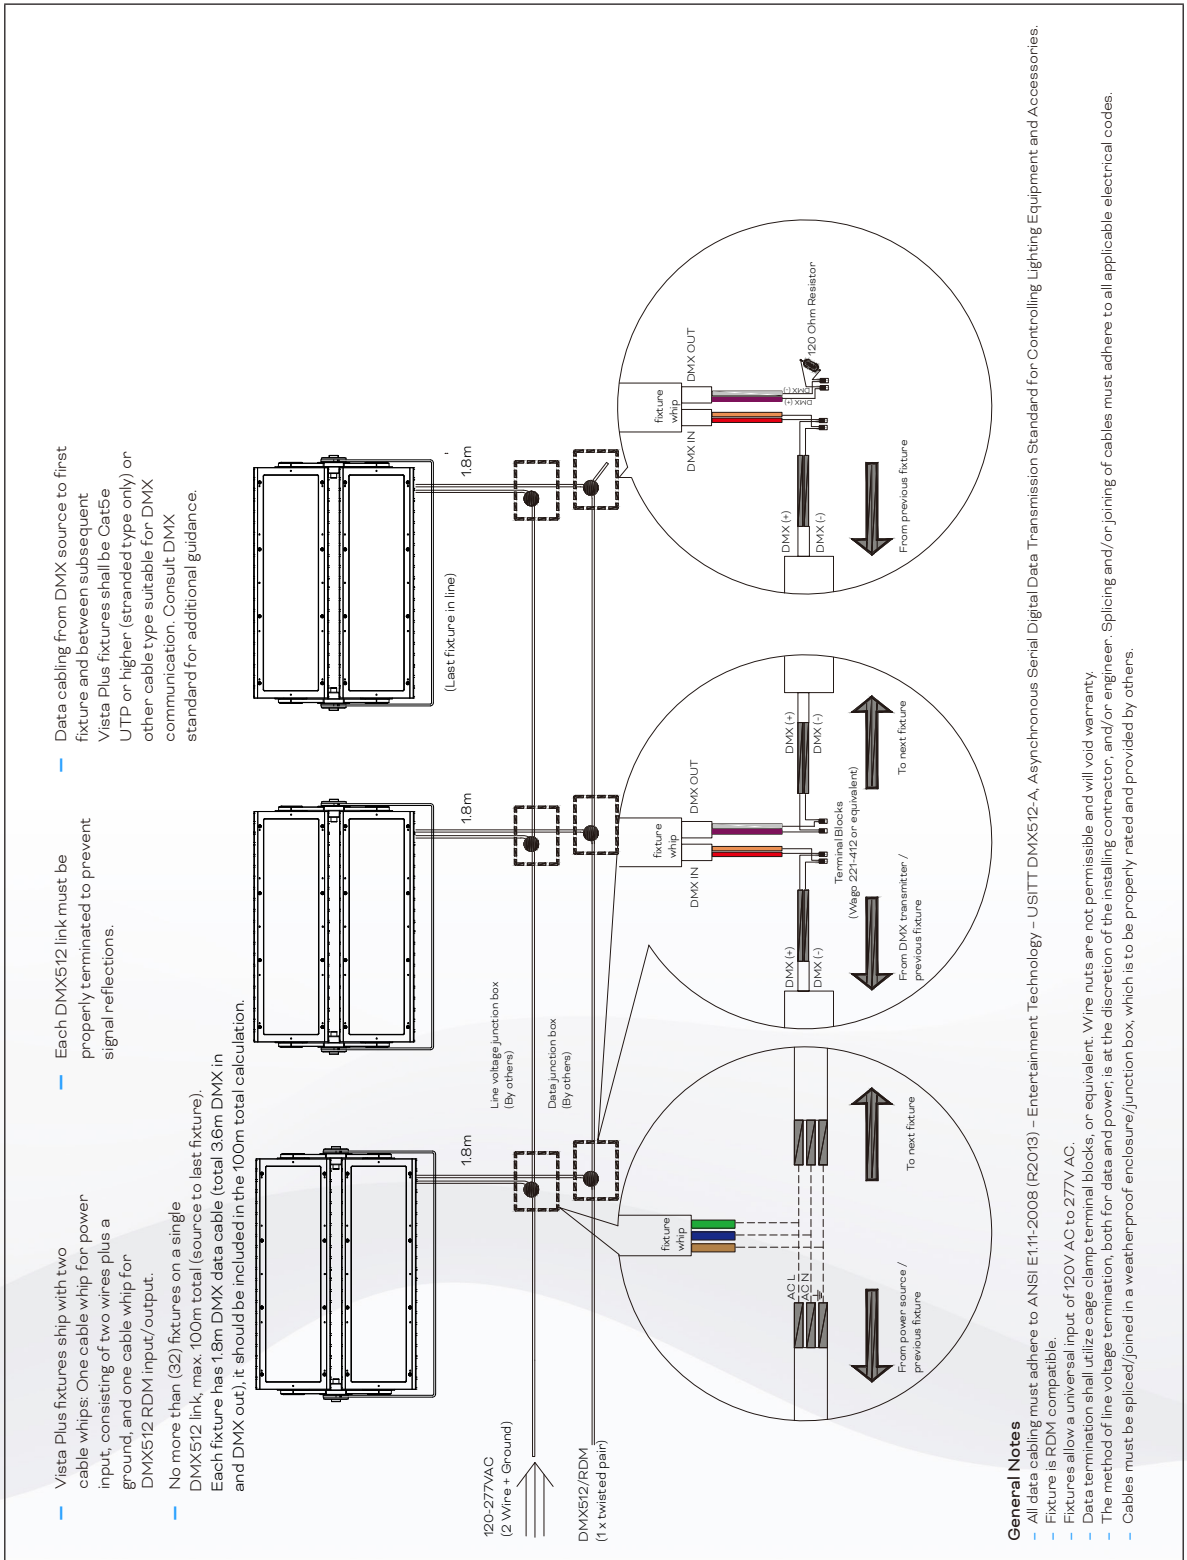 – Vista Plus fixtures ship with two
cable whips: One cable whip for power
input, consisting of two wires plus a
ground, and one cable whip for
DMX512 RDM input/output.
– No more than (32) fixtures on a single
DMX512 link, max. 100m total (source to last fixture).
Each fixture has 1.8m DMX data cable (total 3.6m DMX in
and DMX out), it should be included in the 100m total calculation.
– Each DMX512 link must be
properly terminated to prevent
signal reflections.
– Data cabling from DMX source to first
fixture and between subsequent
Vista Plus fixtures shall be Cat5e
UTP or higher (stranded type only) or
other cable type suitable for DMX
communication. Consult DMX
standard for additional guidance.
(Last fixture in line)
1.8m
1.8m
1.8m
120-277VAC
(2 Wire + Ground)
Line voltage junction box
(By others)
Data junction box
(By others)
DMX512/RDM
(1 x twisted pair)
fixture
whip
AC L
AC N
From power source /
previous fixture
To next fixture
fixture
whip
DMX IN
DMX OUT
DMX (+)
DMX (-)
Terminal Blocks
(Wago 221-412 or equivalent)
DMX (+)
DMX (-)
From DMX transmitter /
previous fixture
To next fixture
fixture
whip
DMX IN
DMX OUT
DMX (+)
DMX (-)
DMX (+)
DMX (-)
120 Ohm Resistor
From previous fixture
General Notes
– All data cabling must adhere to ANSI E1.11-2008 (R2013) – Entertainment Technology – USITT DMX512-A, Asynchronous Serial Digital Data Transmission Standard for Controlling Lighting Equipment and Accessories.
– Fixture is RDM compatible.
– Fixtures allow a universal input of 120V AC to 277V AC.
– Data termination shall utilize cage clamp terminal blocks, or equivalent. Wire nuts are not permissible and will void warranty.
– The method of line voltage termination, both for data and power, is at the discretion of the installing contractor, and/or engineer. Splicing and/or joining of cables must adhere to all applicable electrical codes.
– Cables must be spliced/joined in a weatherproof enclosure/junction box, which is to be properly rated and provided by others.